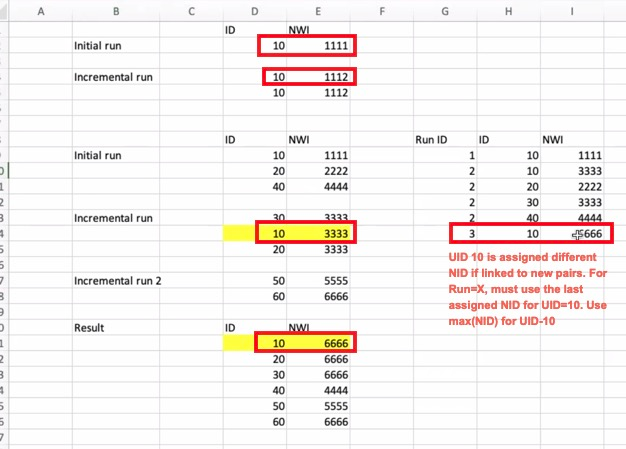 A B C D E F G H I
ID NWI
Initial run 10 1111
Incremental run 10 1112
10 1112
ID NWI Run ID ID NWI
Initial run 10 1111 1 10 1111
20 2222 2 10 3333
40 4444 2 20 2222
2 30 3333
Incremental run 30 3333 2 40 4444
10 3333 3 10 6666
20 3333
UID 10 is assigned different
NID if linked to new pairs. For
Run=X, must use the last
assigned NID for UID=10. Use
max(NID) for UID-10
Incremental run 2 50 5555
60 6666
Result ID NWI
10 6666
20 6666
30 6666
40 4444
50 5555
60 6666